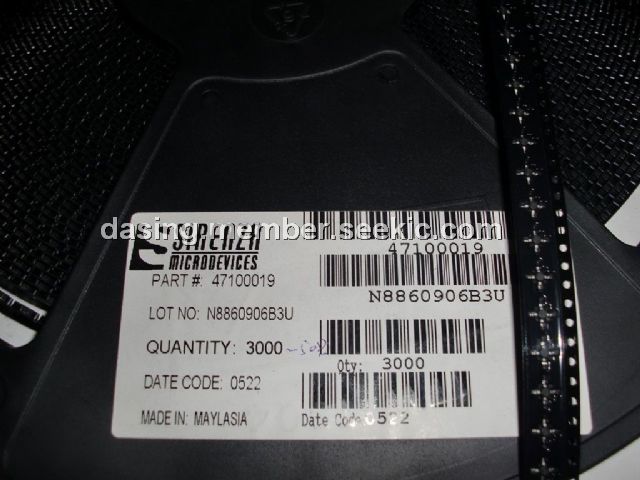 dasing.member.seekic.com
SIRENZA
MICRODEVICES
47100019
PART #: 47100019
N8860906B3U
LOT NO: N8860906B3U
QUANTITY: 3000
Qty: 3000
DATE CODE: 0522
MADE IN: MAYLASIA
Date Code 0522